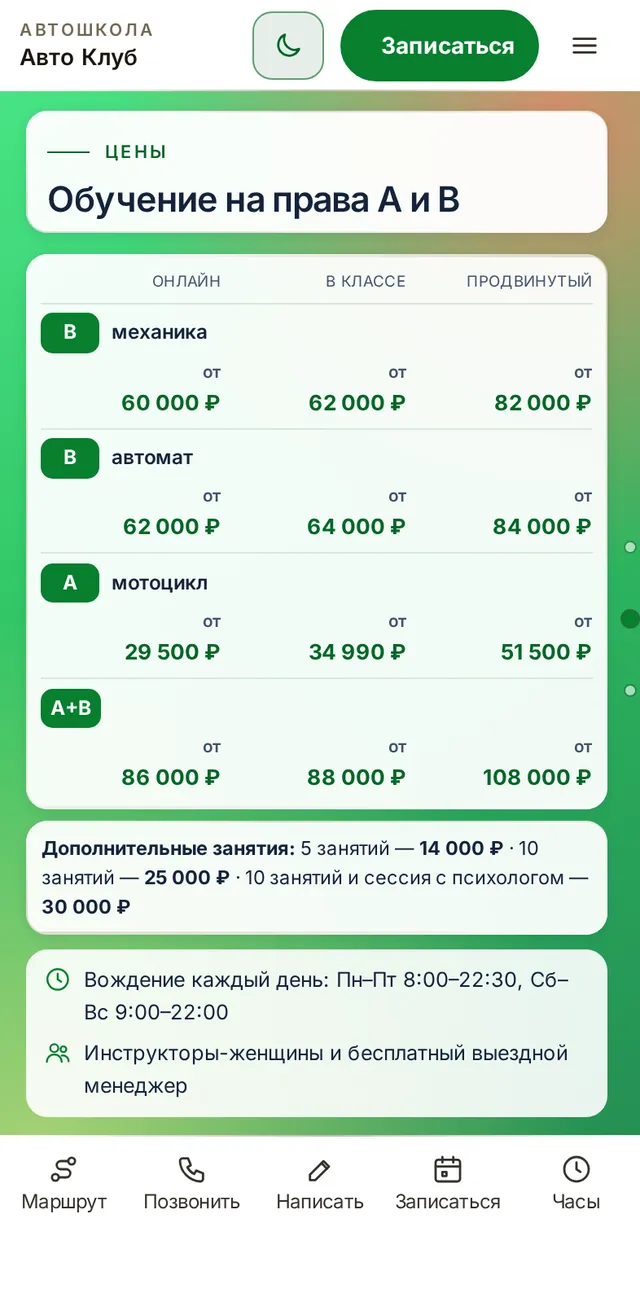 АВТОШКОЛА
Авто Клуб
Записаться
ЦЕНЫ
Обучение на права А и В
ОНЛАЙН В КЛАССЕ ПРОДВИНУТЫЙ
B механика
от от от
60 000 ₽ 62 000 ₽ 82 000 ₽
B автомат
от от от
62 000 ₽ 64 000 ₽ 84 000 ₽
A мотоцикл
от от от
29 500 ₽ 34 990 ₽ 51 500 ₽
A+B
от от от
86 000 ₽ 88 000 ₽ 108 000 ₽
Дополнительные занятия: 5 занятий — 14 000 ₽ · 10
занятий — 25 000 ₽ · 10 занятий и сессия с психологом —
30 000 ₽
Вождение каждый день: Пн–Пт 8:00–22:30, Сб–
Вс 9:00–22:00
Инструкторы-женщины и бесплатный выездной
менеджер
Маршрут Позвонить Написать Записаться Часы